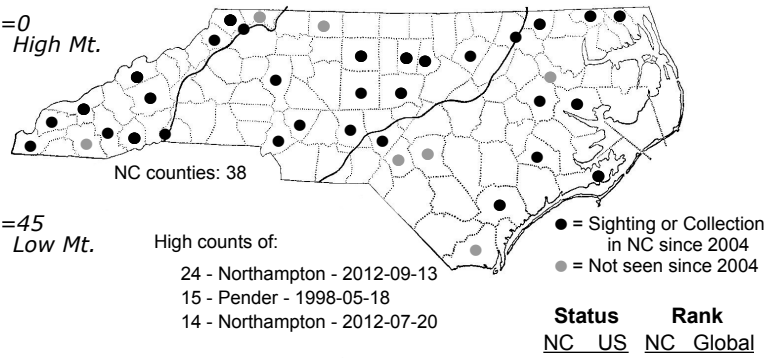 =0
High Mt.
NC counties: 38
=45
Low Mt.
High counts of:
24 - Northampton - 2012-09-13
15 - Pender - 1998-05-18
14 - Northampton - 2012-07-20
● = Sighting or Collection
in NC since 2004
● = Not seen since 2004
Status Rank
NC US NC Global